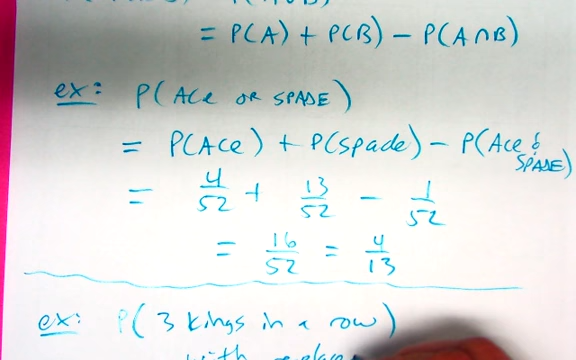 = P(A) + P(B) - P(A∩B)
ex: P(Ace OR SPADE)
= P(Ace) + P(spade) - P(Ace & SPADE)
= 4/52 + 13/52 - 1/52
= 16/52 = 4/13
ex: P(3 kings in a row)
with